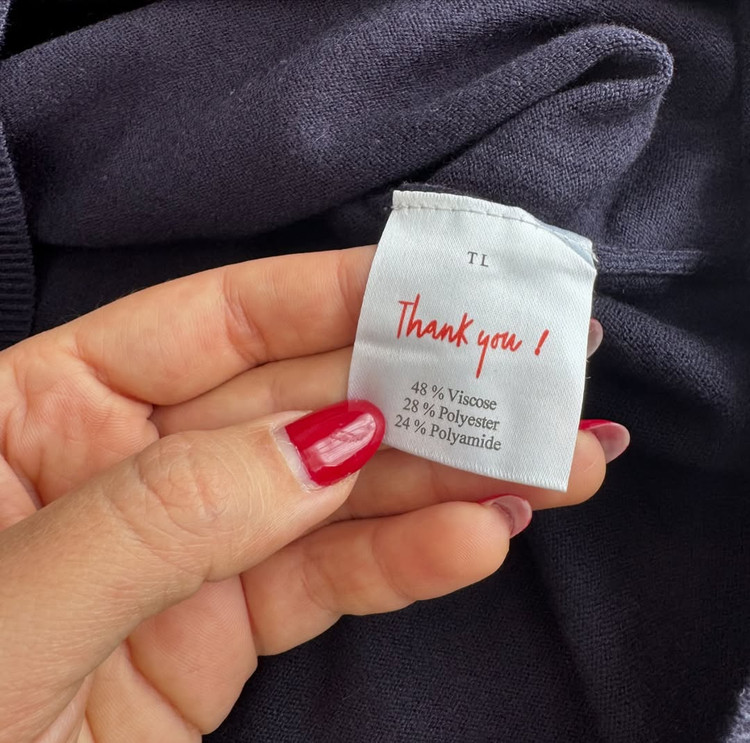 TL
Thank you !
48 % Viscose
28 % Polyester
24 % Polyamide